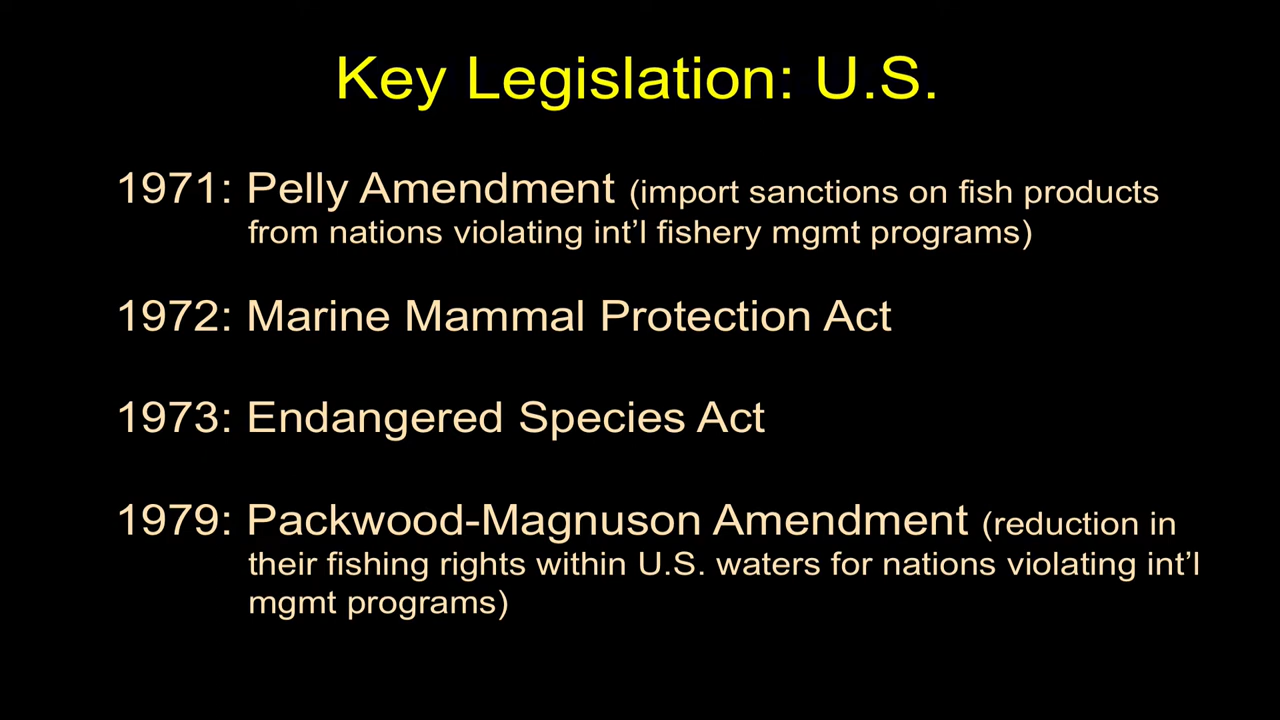 Key Legislation: U.S.
1971: Pelly Amendment (import sanctions on fish products
from nations violating int’l fishery mgmt programs)
1972: Marine Mammal Protection Act
1973: Endangered Species Act
1979: Packwood-Magnuson Amendment (reduction in
their fishing rights within U.S. waters for nations violating int’l
mgmt programs)